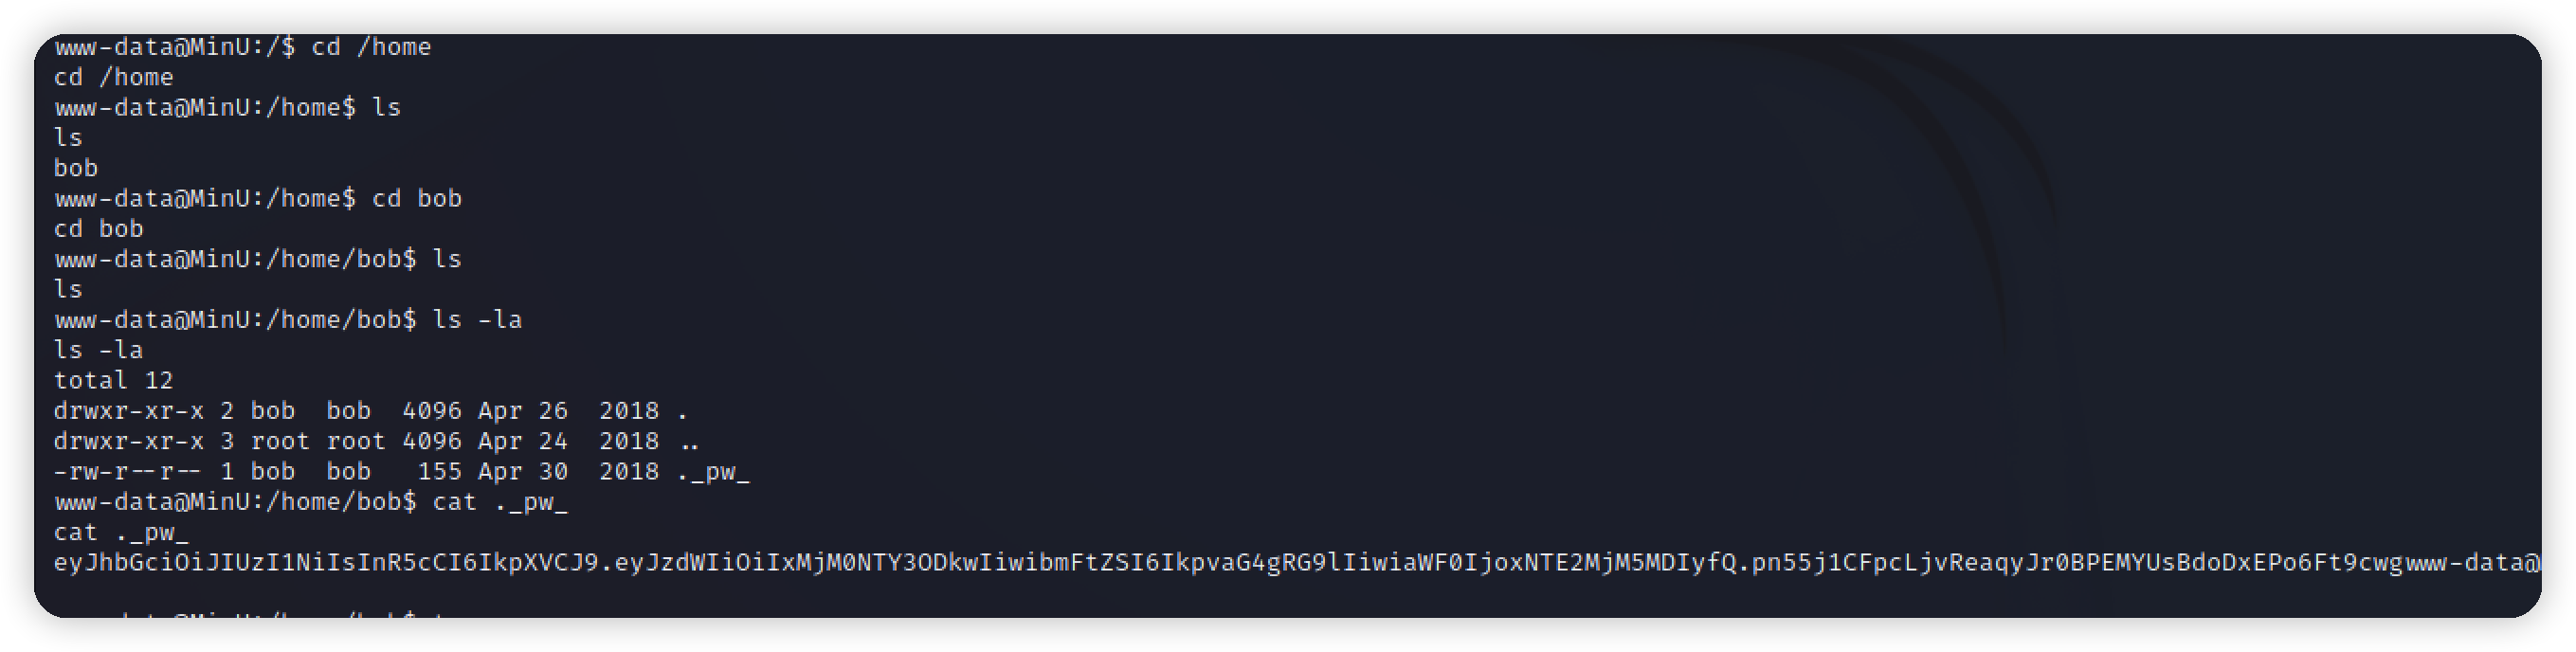 www-data@MinU:/$ cd /home
cd /home
www-data@MinU:/home$ ls
ls
bob
www-data@MinU:/home$ cd bob
cd bob
www-data@MinU:/home/bob$ ls
ls
www-data@MinU:/home/bob$ ls -la
ls -la
total 12
drwxr-xr-x 2 bob  bob  4096 Apr 26  2018 .
drwxr-xr-x 3 root root 4096 Apr 24  2018 ..
-rw-r--r-- 1 bob  bob   155 Apr 30  2018 ._pw_
www-data@MinU:/home/bob$ cat ._pw_
cat ._pw_
eyJhbGciOiJIUzI1NiIsInR5cCI6IkpXVCJ9.eyJzdWIiOiIxMjM0NTY3ODkwIiwibmFtZSI6IkpvaG4gRG9lIiwiaWF0IjoxNTE2MjM5MDIyfQ.pn55j1CFpcLjvReaqyJr0BPEMYUsBdoDxEPo6Ft9cwgwww-data@